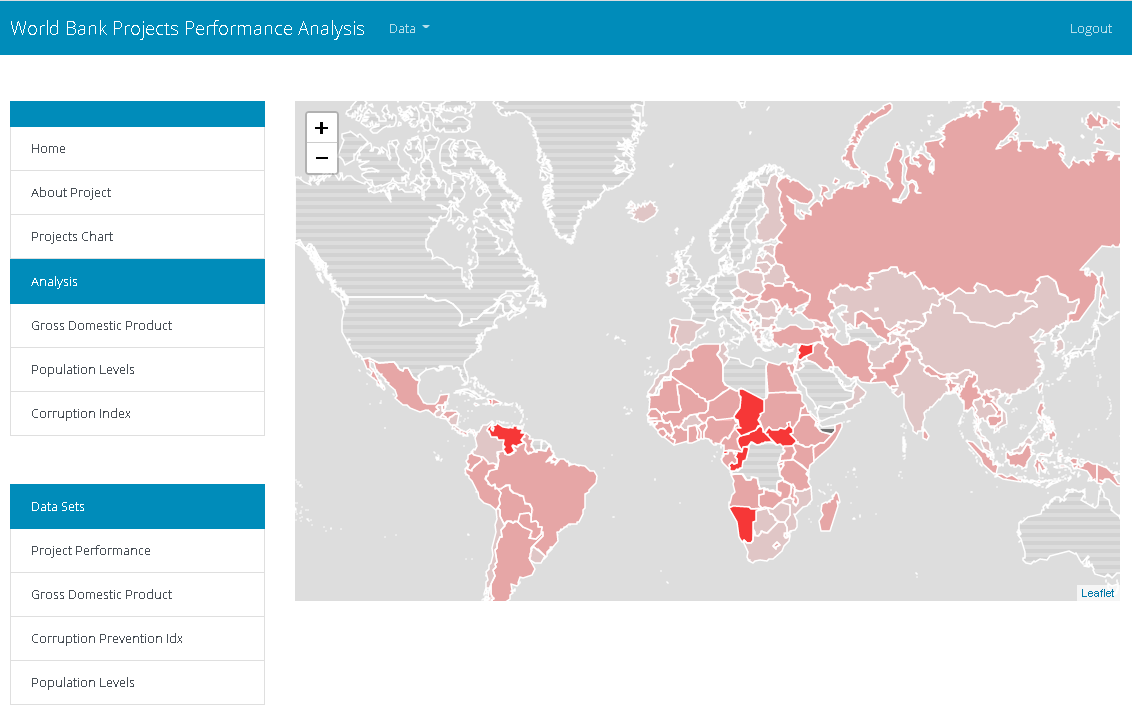 World Bank Projects Performance Analysis
Data
Logout
Home
About Project
Projects Chart
Analysis
Gross Domestic Product
Population Levels
Corruption Index
Data Sets
Project Performance
Gross Domestic Product
Corruption Prevention Idx
Population Levels
+
−
Leaflet